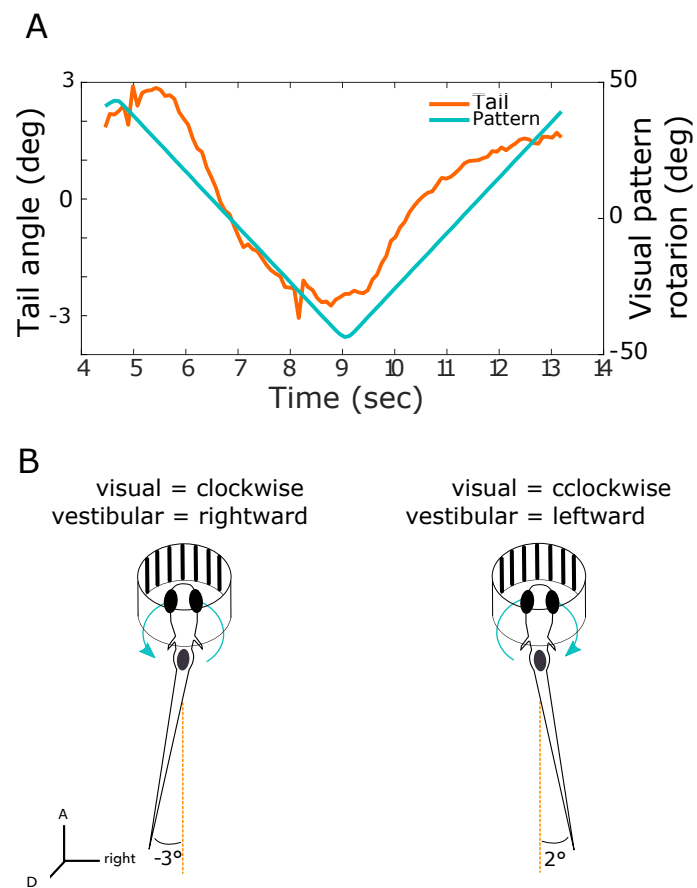 A
3
0
-3
Tail angle (deg)
50
0
-50
Visual pattern
rotarion (deg)
Tail
Pattern
4 5 6 7 8 9 10 11 12 13 14
Time (sec)
B
visual = clockwise
vestibular = rightward
visual = cclockwise
vestibular = leftward
-3°
2°
A
right
D